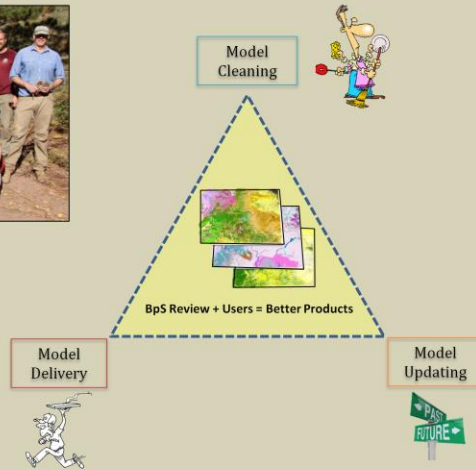 Model
Cleaning
BpS Review + Users = Better Products
Model
Delivery
Model
Updating
PAST
FUTURE